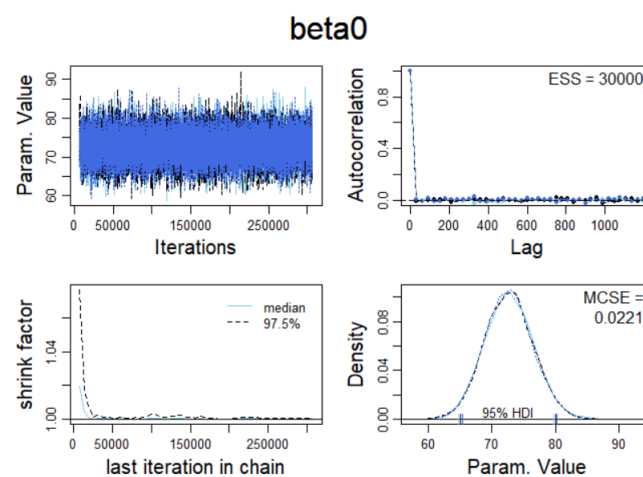 beta0
Param. Value
90
80
70
60
0 50000 150000 250000
Iterations
Autocorrelation
0.8
0.4
0.0
ESS = 30000
0 200 400 600 800 1000
Lag
shrink factor
1.04
1.00
median
97.5%
0 50000 150000 250000
last iteration in chain
Density
0.08
0.04
0.00
MCSE =
0.0221
95% HDI
60 70 80 90
Param. Value